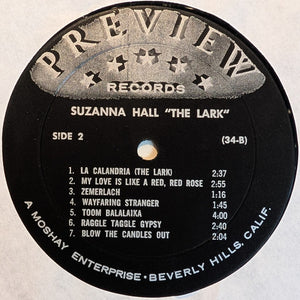 PREVIEW
RECORDS
SUZANNA HALL "THE LARK"
SIDE 2 (34-B)
1. LA CALANDRIA (THE LARK) 2:37
2. MY LOVE IS LIKE A RED, RED ROSE 2:55
3. ZEMERLACH 1:16
4. WAYFARING STRANGER 1:45
5. TOOM BALALAIKA 4:00
6. RAGGLE TAGGLE GYPSY 2:40
7. BLOW THE CANDLES OUT 2:04
A MOSHAY ENTERPRISE · BEVERLY HILLS, CALIF.